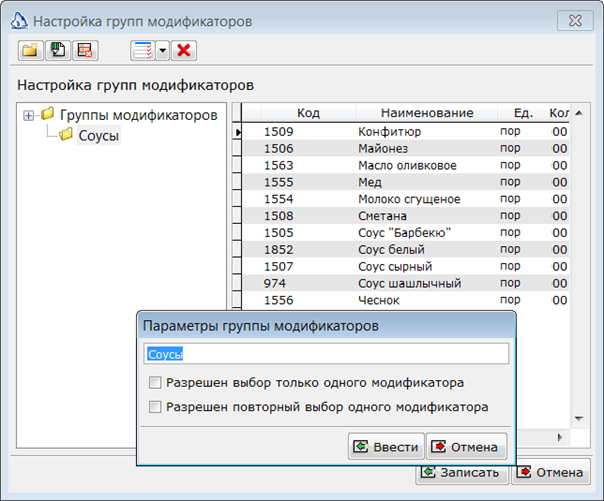 Настройка групп модификаторов
Настройка групп модификаторов
Группы модификаторов
Соусы
Код Наименование Ед. Кол
1509 Конфитюр пор 00
1506 Майонез пор 00
1563 Масло оливковое пор 00
1555 Мед пор 00
1554 Молоко сгущеное пор 00
1508 Сметана пор 00
1505 Соус "Барбекю" пор 00
1852 Соус белый пор 00
1507 Соус сырный пор 00
974 Соус шашлычный пор 00
1556 Чеснок пор 00
Параметры группы модификаторов
Соусы
Разрешен выбор только одного модификатора
Разрешен повторный выбор одного модификатора
Ввести Отмена
Записать Отмена